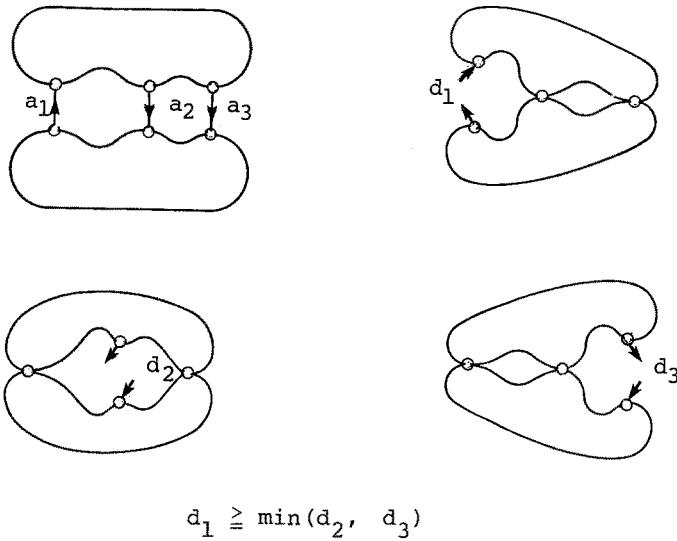 a₁
a₂
a₃
d₁
d₂
d₃
d₁ ≧ min(d₂, d₃)